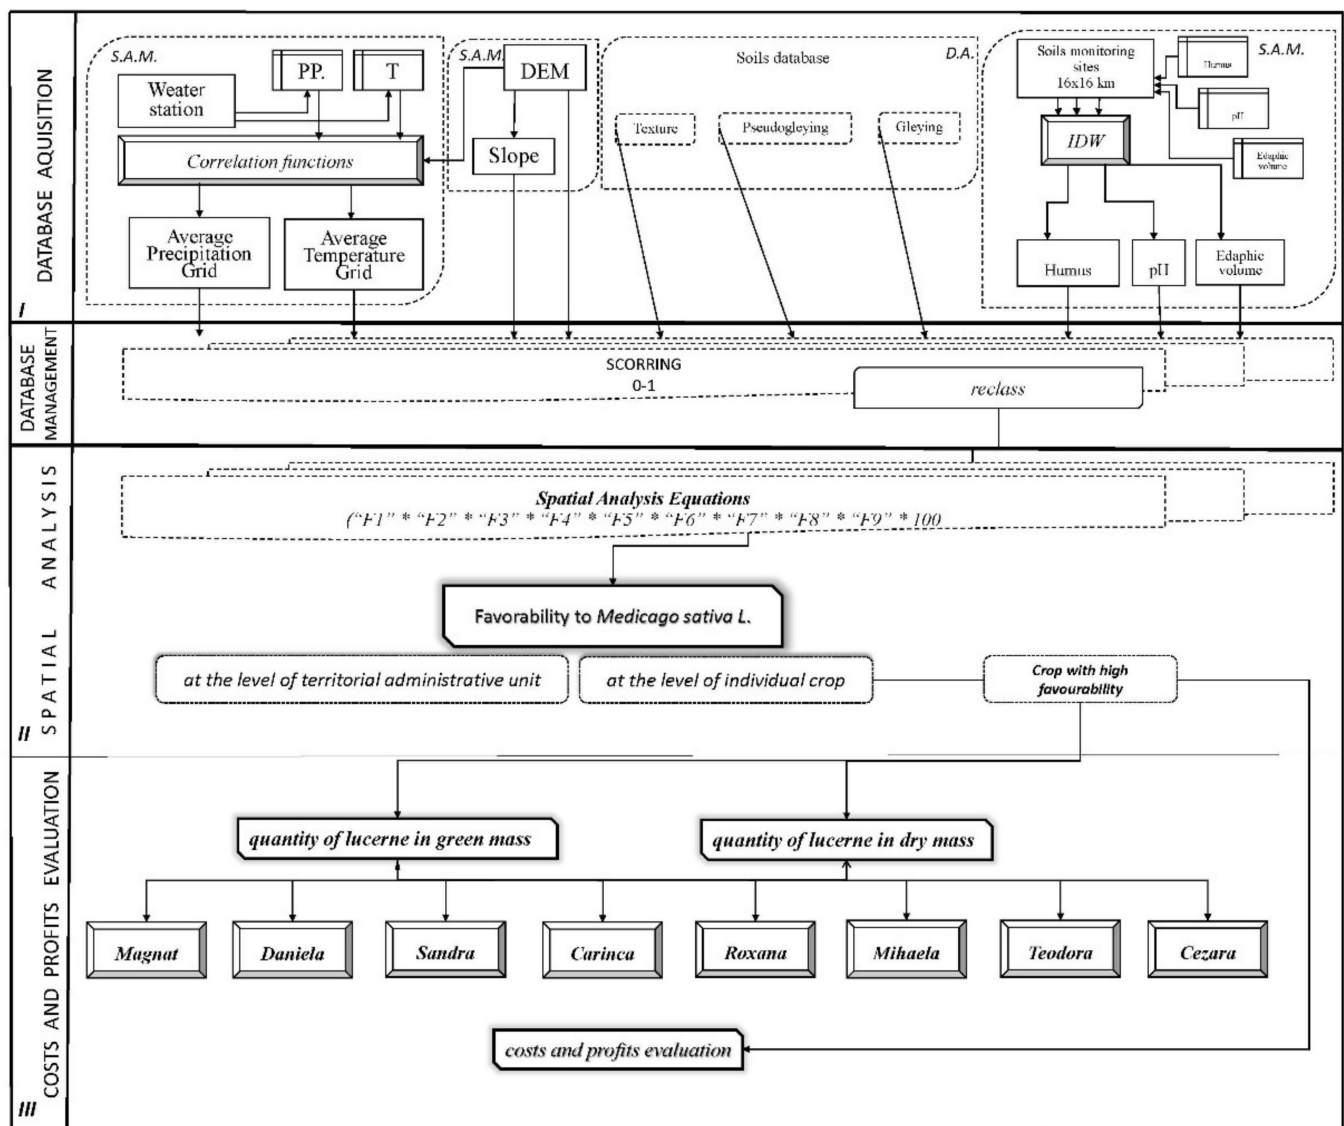 DATABASE AQUISITION
I
S.A.M.
PP.
T
Weater
station
Correlation functions
Average
Precipitation
Grid
Average
Temperature
Grid
S.A.M.
DEM
Slope
Soils database
D.A.
Texture
Pseudogleying
Gleying
Soils monitoring
sites
16x16 km
S.A.M.
Humus
pH
Edaphic
volume
IDW
Humus
pH
Edaphic
volume
DATABASE
MANAGEMENT
SCORRING
0-1
reclass
SPATIAL ANALYSIS
II
Spatial Analysis Equations
(“F1” * “F2” * “F3” * “F4” * “F5” * “F6” * “F7” * “F8” * “F9” * 100
Favorability to Medicago sativa L.
at the level of territorial administrative unit
at the level of individual crop
Crop with high
favourability
COSTS AND PROFITS EVALUATION
III
quantity of lucerne in green mass
quantity of lucerne in dry mass
Magnat
Daniela
Sandra
Carinca
Roxana
Mihaela
Teodora
Cezara
costs and profits evaluation